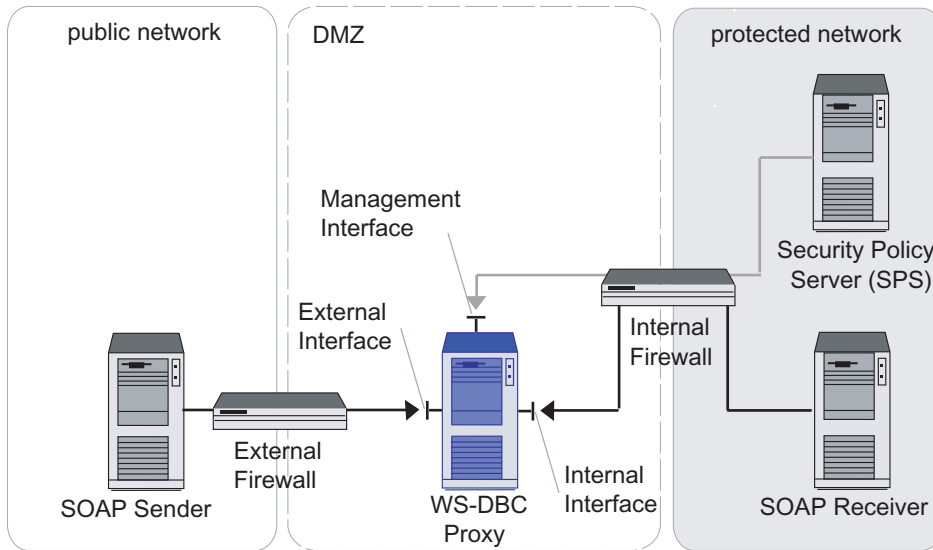 public network
DMZ
protected network
Management
Interface
Security Policy
Server (SPS)
External
Interface
Internal
Firewall
External
Firewall
Internal
Interface
SOAP Sender
WS-DBC
Proxy
SOAP Receiver